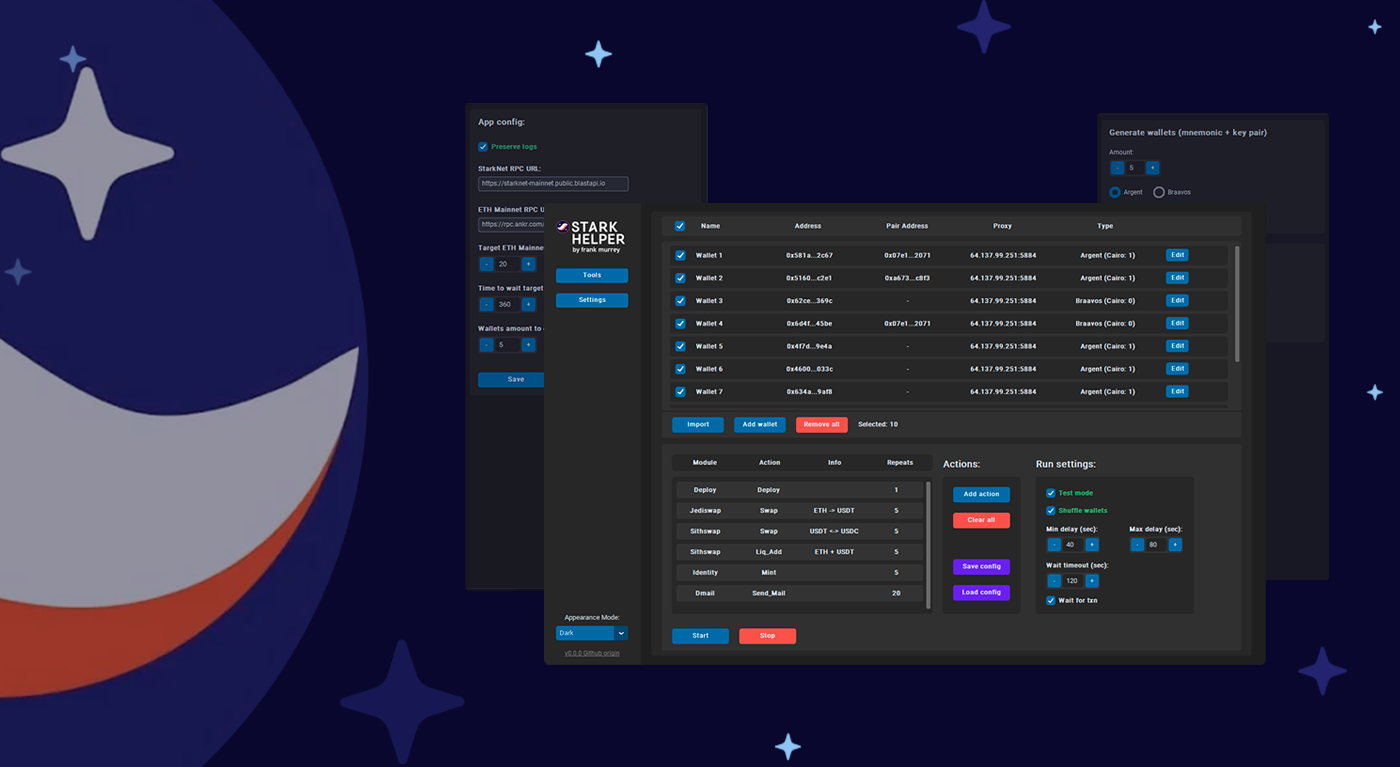 App config:
Preserve logs
StarkNet RPC URL:
https://starknet-mainnet.public.blastapi.io
ETH Mainnet RPC U
https://rpc.ankr.com/
Target ETH Mainne
- 20 +
Time to wait target
- 360 +
Wallets amount to
- 5 +
Save
Generate wallets (mnemonic + key pair)
Amount:
- 5 +
Argent Braavos
STARK
HELPER
by frank murrey
Tools
Settings
Appearance Mode:
Dark
v0.0.0 Github origin
Name Address Pair Address Proxy Type
Wallet 1 0x581a...2c67 0x07e1...2071 64.137.99.251:5884 Argent (Cairo: 1) Edit
Wallet 2 0x5160...c2e1 0xa673...c8f3 64.137.99.251:5884 Argent (Cairo: 1) Edit
Wallet 3 0x62ce...369c - 64.137.99.251:5884 Braavos (Cairo: 0) Edit
Wallet 4 0x6d4f...45be 0x07e1...2071 64.137.99.251:5884 Braavos (Cairo: 0) Edit
Wallet 5 0x4f7d...9e4a - 64.137.99.251:5884 Argent (Cairo: 1) Edit
Wallet 6 0x4600...033c - 64.137.99.251:5884 Argent (Cairo: 1) Edit
Wallet 7 0x634a...9af8 - 64.137.99.251:5884 Argent (Cairo: 1) Edit
Import Add wallet Remove all Selected: 10
Module Action Info Repeats
Deploy Deploy 1
Jediswap Swap ETH -> USDT 5
Sithswap Swap USDT <-> USDC 5
Sithswap Liq_Add ETH + USDT 5
Identity Mint 5
Dmail Send_Mail 20
Start Stop
Actions:
Add action
Clear all
Save config
Load config
Run settings:
Test mode
Shuffle wallets
Min delay (sec): Max delay (sec):
- 40 + - 80 +
Wait timeout (sec):
- 120 +
Wait for txn